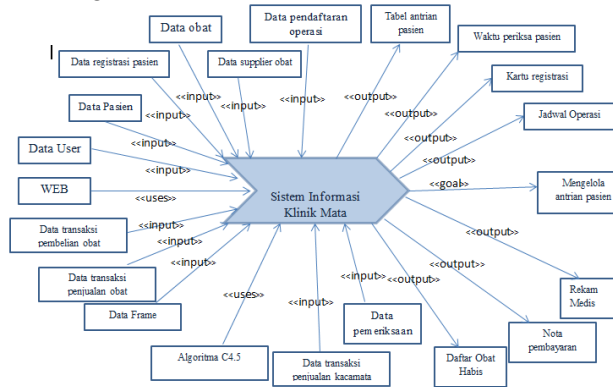 Data obat
Data pendaftaran
operasi
Tabel antrian
pasien
Waktu periksa pasien
Data registrasi pasien
Data supplier obat
Kartu registrasi
Data Pasien
<<input>>
<<input>>
<<input>>
<<input>>
<<output>>
<<output>>
Jadwal Operasi
Data User
<<input>>
<<output>>
<<input>>
<<output>>
WEB
<<uses>>
Sistem Informasi
Klinik Mata
<<goal>>
Mengelola
antrian pasien
Data transaksi
pembelian obat
<<input>>
<<input>>
<<output>>
Data transaksi
penjualan obat
<<input>>
<<input>>
<<output>>
Rekam
Medis
Data Frame
<<uses>>
<<input>>
Data
pemeriksaan
Nota
pembayaran
Algoritma C4.5
Data transaksi
penjualan kacamata
Daftar Obat
Habis